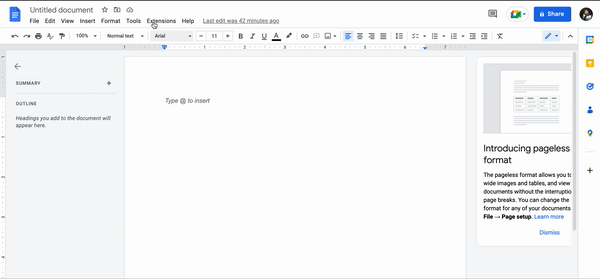 Untitled document
File Edit View Insert Format Tools Extensions Help Last edit was 42 minutes ago
Share
100% Normal text Arial 11
SUMMARY
OUTLINE
Headings you add to the document will
appear here.
Type @ to insert
Introducing pageless
format
The pageless format allows you to
wide images and tables, and view
documents without the interruptio
page breaks. You can change the
format for any of your documents
File → Page setup. Learn more
Dismiss